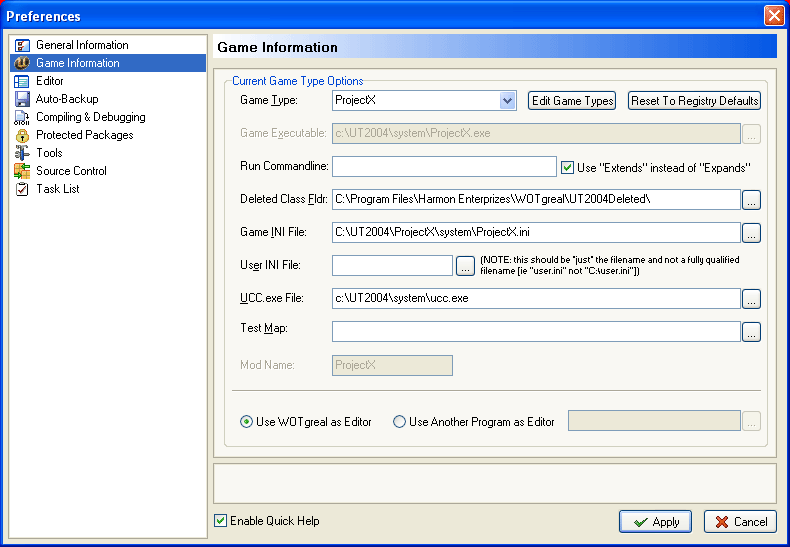 Preferences
General Information
Game Information
Editor
Auto-Backup
Compiling & Debugging
Protected Packages
Tools
Source Control
Task List
Game Information
Current Game Type Options
Game Type: ProjectX Edit Game Types Reset To Registry Defaults
Game Executable: c:\UT2004\system\ProjectX.exe ...
Run Commandline: Use "Extends" instead of "Expands"
Deleted Class Fldr: C:\Program Files\Harmon Enterprizes\WOTgreal\UT2004Deleted\ ...
Game INI File: C:\UT2004\ProjectX\system\ProjectX.ini ...
User INI File: ... (NOTE: this should be "just" the filename and not a fully qualified
filename [ie "user.ini" not "C:\user.ini"])
UCC.exe File: c:\UT2004\system\ucc.exe ...
Test Map: ...
Mod Name: ProjectX
Use WOTgreal as Editor Use Another Program as Editor ...
Enable Quick Help Apply Cancel